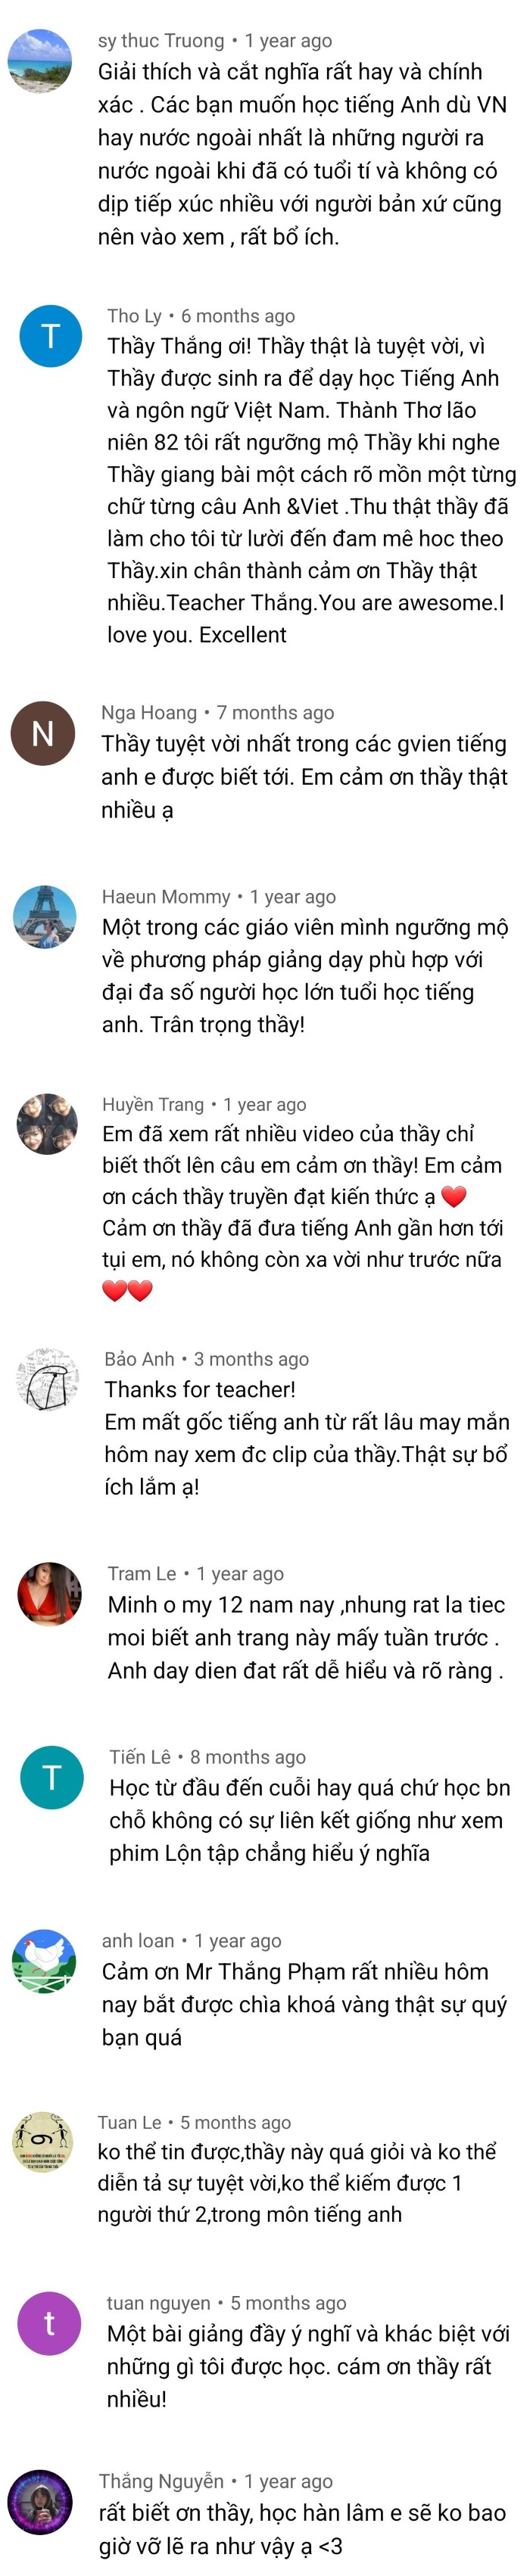 sy thuc Truong • 1 year ago
Giải thích và cắt nghĩa rất hay và chính
xác . Các bạn muốn học tiếng Anh dù VN
hay nước ngoài nhất là những người ra
nước ngoài khi đã có tuổi tí và không có
dịp tiếp xúc nhiều với người bản xứ cũng
nên vào xem , rất bổ ích.
T
Tho Ly • 6 months ago
Thầy Thắng ơi! Thầy thật là tuyệt vời, vì
Thầy được sinh ra để dạy học Tiếng Anh
và ngôn ngữ Việt Nam. Thành Thơ lão
niên 82 tôi rất ngưỡng mộ Thầy khi nghe
Thầy giang bài một cách rõ mồn một từng
chữ từng câu Anh &Viet .Thu thật thầy đã
làm cho tôi từ lười đến đam mê hoc theo
Thầy.xin chân thành cảm ơn Thầy thật
nhiều.Teacher Thắng.You are awesome.I
love you. Excellent
N
Nga Hoang • 7 months ago
Thầy tuyệt vời nhất trong các gvien tiếng
anh e được biết tới. Em cảm ơn thầy thật
nhiều ạ
Haeun Mommy • 1 year ago
Một trong các giáo viên mình ngưỡng mộ
về phương pháp giảng dạy phù hợp với
đại đa số người học lớn tuổi học tiếng
anh. Trân trọng thầy!
Huyền Trang • 1 year ago
Em đã xem rất nhiều video của thầy chỉ
biết thốt lên câu em cảm ơn thầy! Em cảm
ơn cách thầy truyền đạt kiến thức ạ ❤️
Cảm ơn thầy đã đưa tiếng Anh gần hơn tới
tụi em, nó không còn xa vời như trước nữa
❤️❤️
Bảo Anh • 3 months ago
Thanks for teacher!
Em mất gốc tiếng anh từ rất lâu may mắn
hôm nay xem đc clip của thầy.Thật sự bổ
ích lắm ạ!
Tram Le • 1 year ago
Minh o my 12 nam nay ,nhung rat la tiec
moi biết anh trang này mấy tuần trước .
Anh day dien đat rất dễ hiểu và rõ ràng .
T
Tiến Lê • 8 months ago
Học từ đầu đến cuỗi hay quá chứ học bn
chỗ không có sự liên kết giống như xem
phim Lộn tập chẳng hiểu ý nghĩa
anh loan • 1 year ago
Cảm ơn Mr Thắng Phạm rất nhiều hôm
nay bắt được chìa khoá vàng thật sự quý
bạn quá
Tuan Le • 5 months ago
ko thể tin được,thầy này quá giỏi và ko thể
diễn tả sự tuyệt vời,ko thể kiếm được 1
người thứ 2,trong môn tiếng anh
t
tuan nguyen • 5 months ago
Một bài giảng đầy ý nghĩ và khác biệt với
những gì tôi được học. cám ơn thầy rất
nhiều!
Thắng Nguyễn • 1 year ago
rất biết ơn thầy, học hàn lâm e sẽ ko bao
giờ vỡ lẽ ra như vậy ạ <3